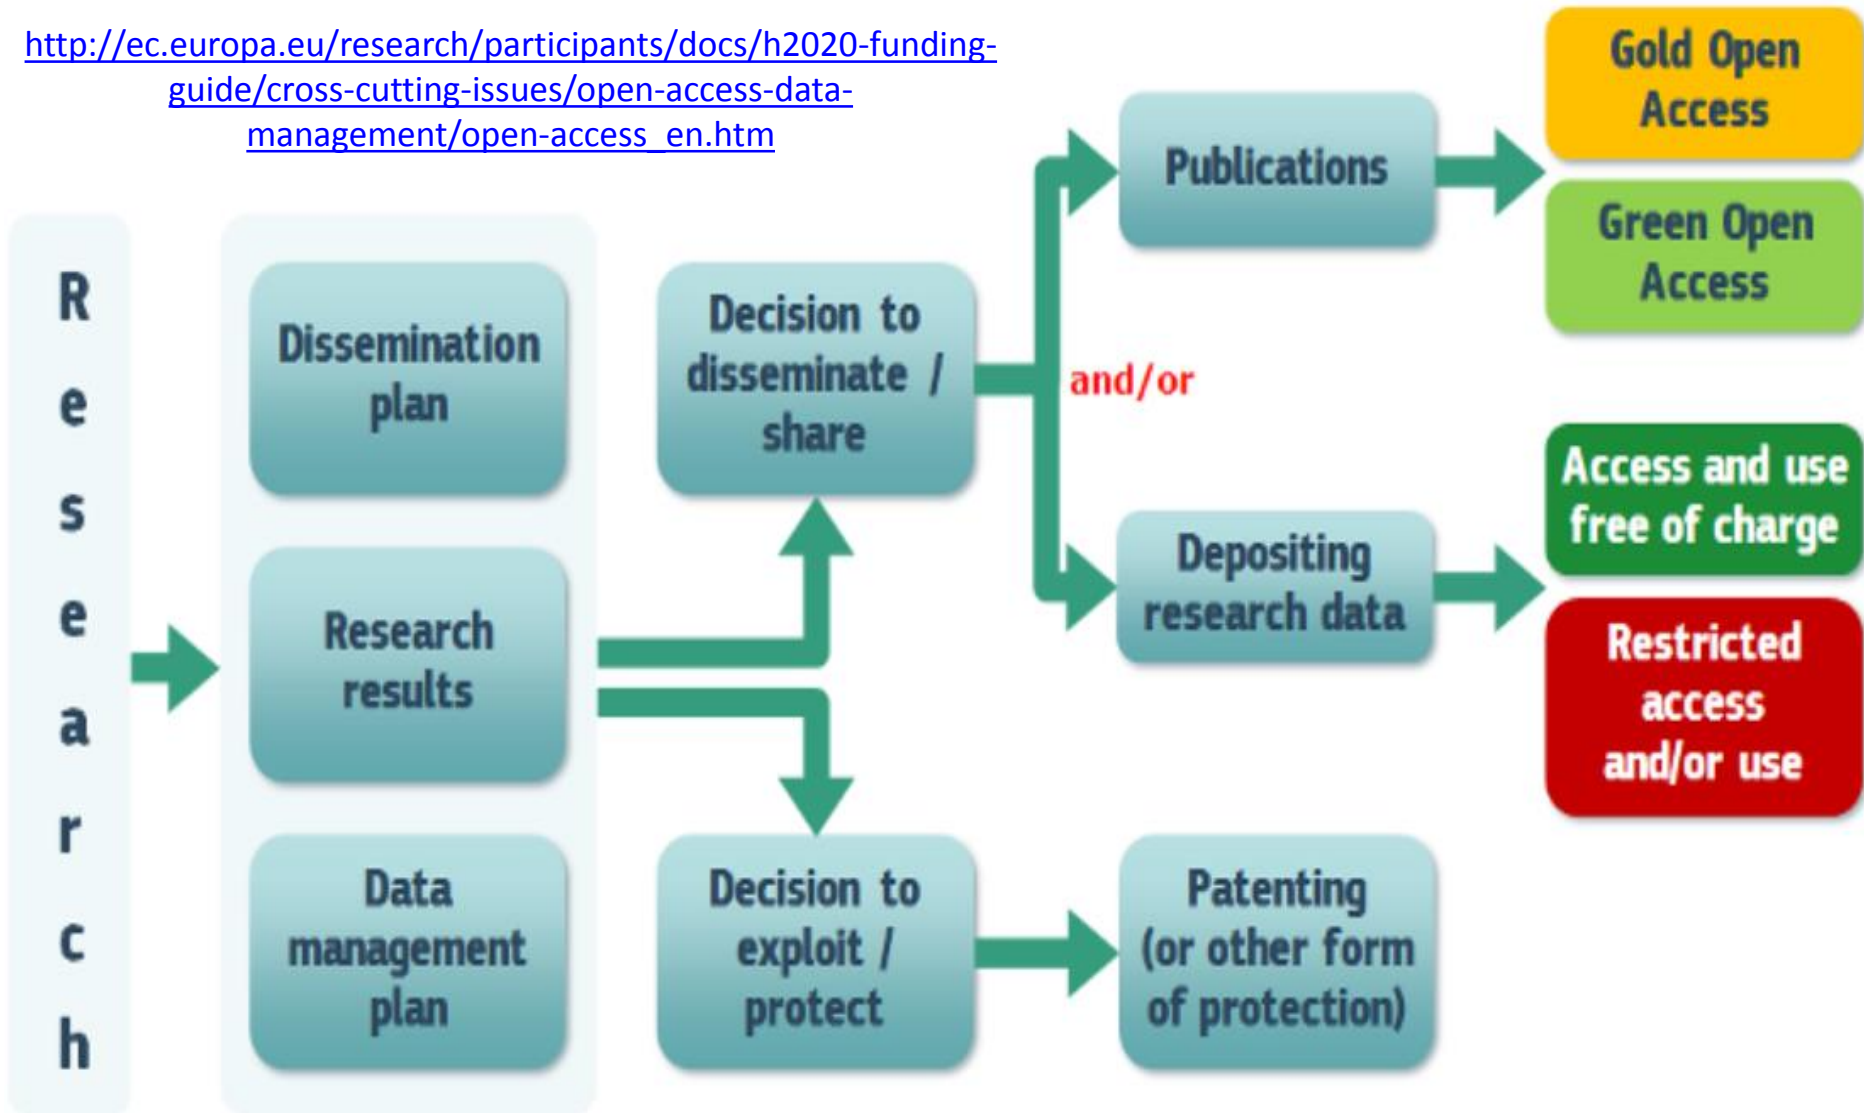 http://ec.europa.eu/research/participants/docs/h2020-funding-
guide/cross-cutting-issues/open-access-data-
management/open-access_en.htm
Research
Dissemination
plan
Research
results
Data
management
plan
Decision to
disseminate /
share
Decision to
exploit /
protect
and/or
Publications
Depositing
research data
Patenting
(or other form
of protection)
Gold Open
Access
Green Open
Access
Access and use
free of charge
Restricted
access
and/or use